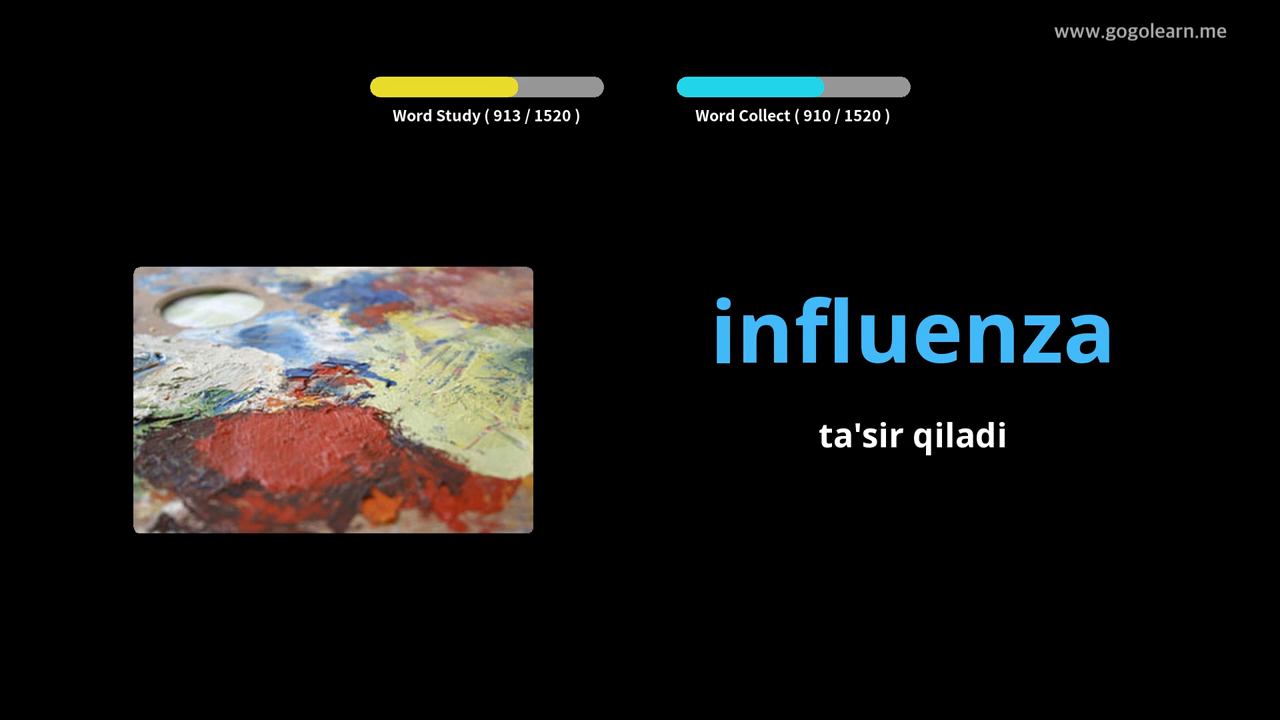 www.gogolearn.me
Word Study ( 913 / 1520 )
Word Collect ( 910 / 1520 )
influenza
ta'sir qiladi